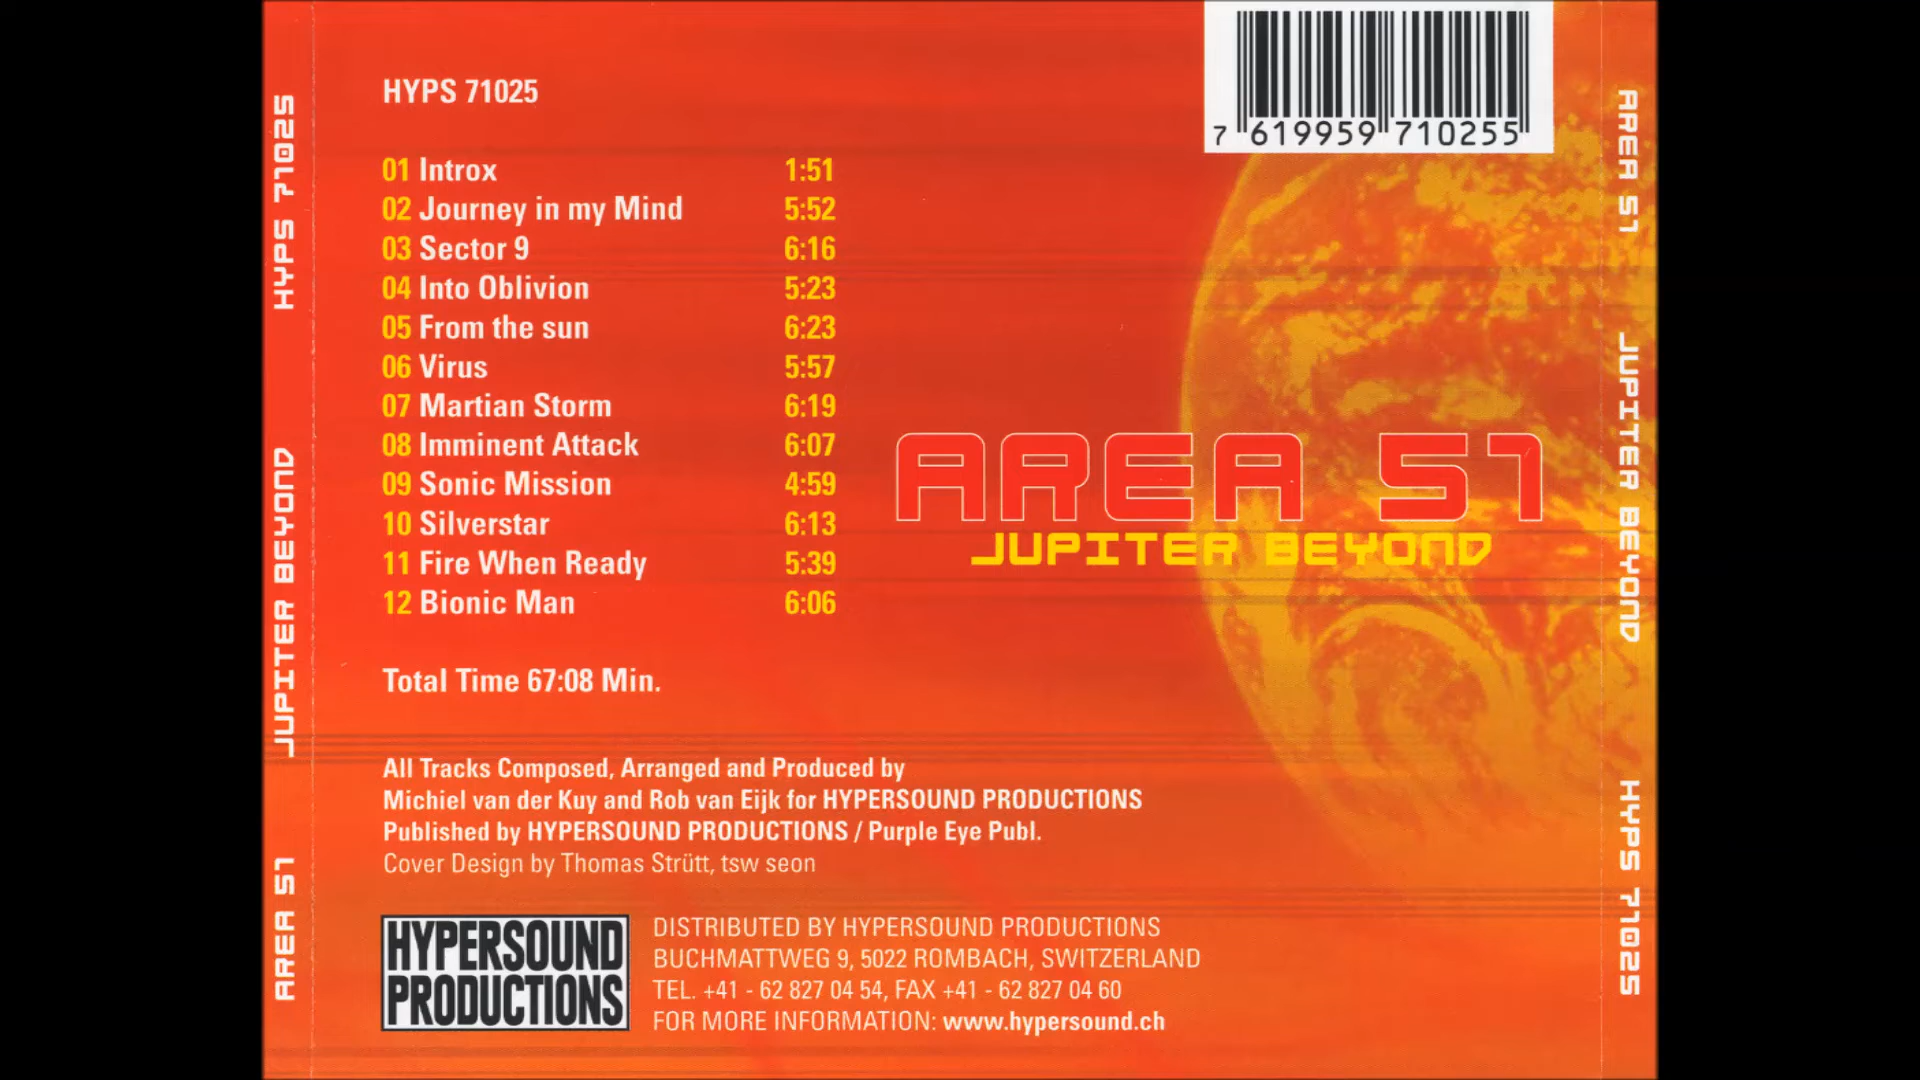 HYPS 71025
7 619959 710255
01 Introx 1:51
02 Journey in my Mind 5:52
03 Sector 9 6:16
04 Into Oblivion 5:23
05 From the sun 6:23
06 Virus 5:57
07 Martian Storm 6:19
08 Imminent Attack 6:07
09 Sonic Mission 4:59
10 Silverstar 6:13
11 Fire When Ready 5:39
12 Bionic Man 6:06
Total Time 67:08 Min.
AREA 51
JUPITER BEYOND
All Tracks Composed, Arranged and Produced by
Michiel van der Kuy and Rob van Eijk for HYPERSOUND PRODUCTIONS
Published by HYPERSOUND PRODUCTIONS / Purple Eye Publ.
Cover Design by Thomas Strütt, tsw seon
HYPERSOUND
PRODUCTIONS
DISTRIBUTED BY HYPERSOUND PRODUCTIONS
BUCHMATTWEG 9, 5022 ROMBACH, SWITZERLAND
TEL. +41 - 62 827 04 54, FAX +41 - 62 827 04 60
FOR MORE INFORMATION: www.hypersound.ch
AREA 51 JUPITER BEYOND HYPS 71025
AREA 51 JUPITER BEYOND HYPS 71025